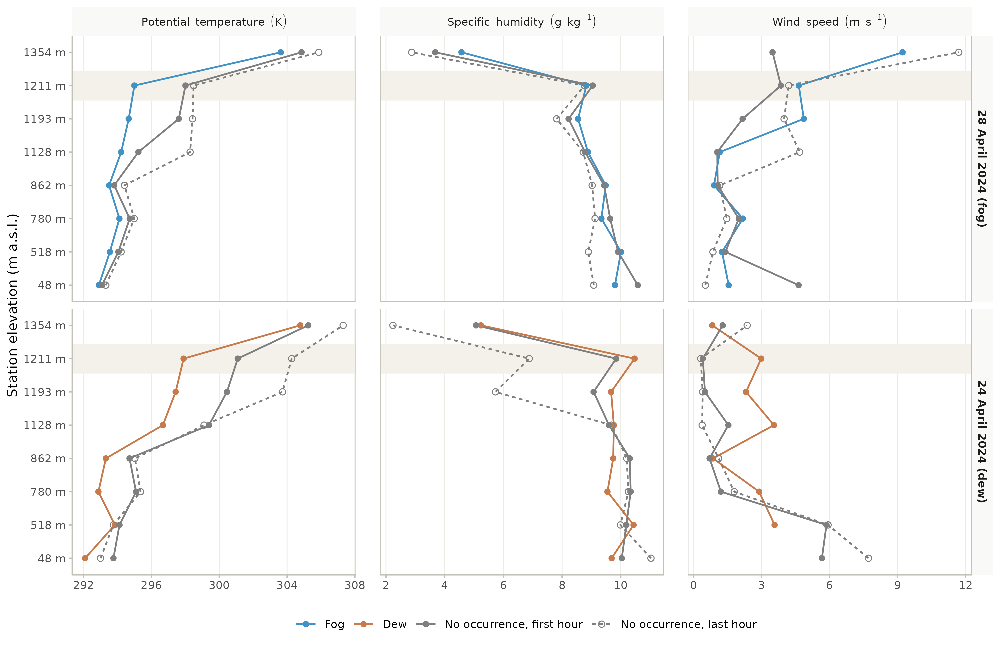 Potential temperature (K)
Specific humidity (g kg⁻¹)
Wind speed (m s⁻¹)
Station elevation (m a.s.l.)
1354 m
1211 m
1193 m
1128 m
862 m
780 m
518 m
48 m
28 April 2024 (fog)
1354 m
1211 m
1193 m
1128 m
862 m
780 m
518 m
48 m
24 April 2024 (dew)
292 296 300 304 308
2 4 6 8 10
0 3 6 9 12
Fog Dew No occurrence, first hour No occurrence, last hour